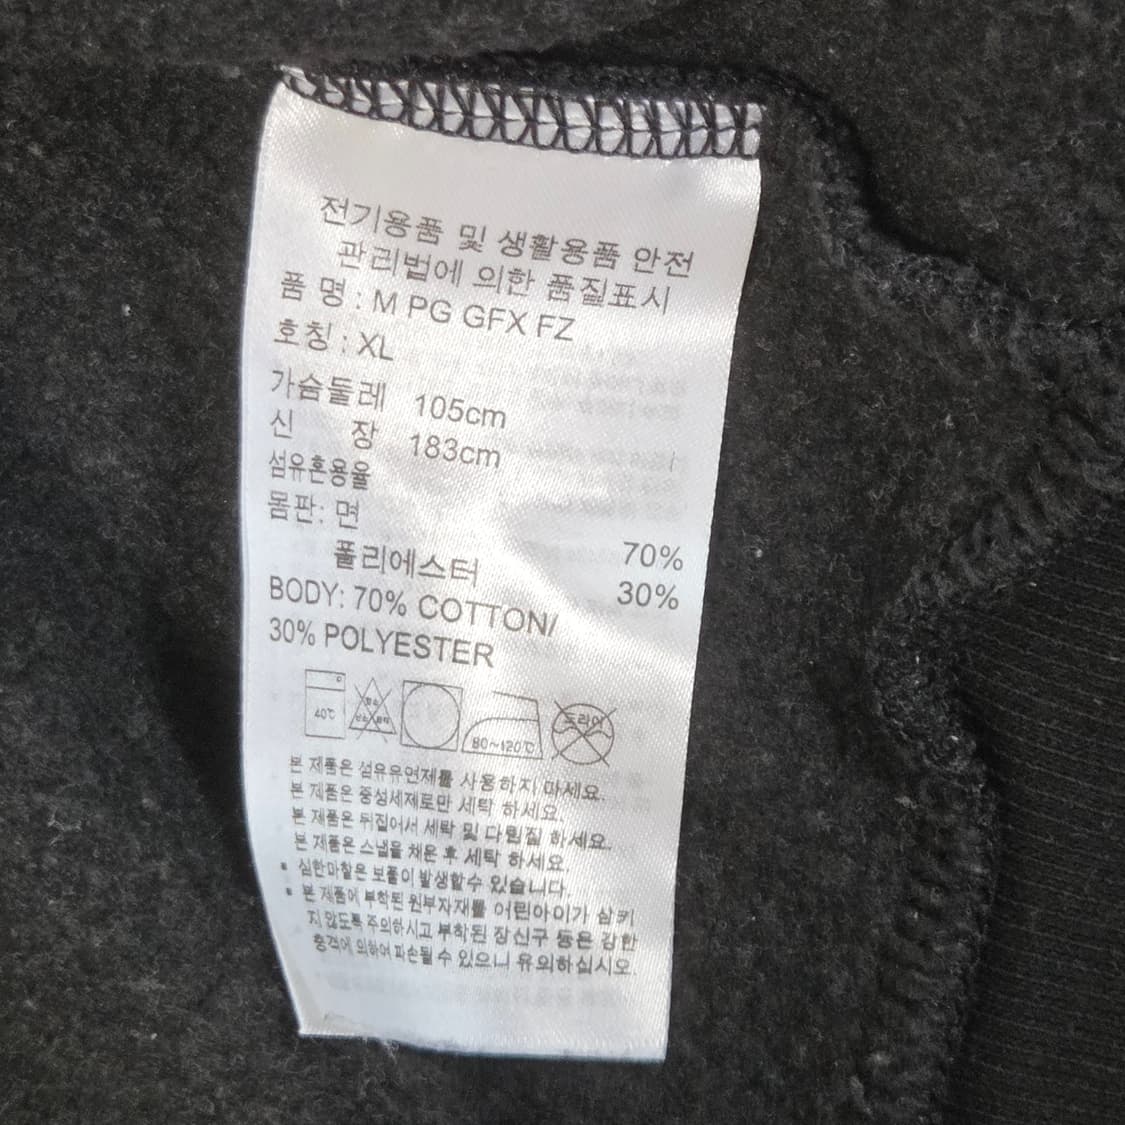 전기용품 및 생활용품 안전
관리법에 의한 품질표시
품 명 : M PG GFX FZ
호칭 : XL
가슴둘레 105cm
신 장 183cm
섬유혼용율
몸판: 면 70%
폴리에스터 30%
BODY: 70% COTTON/
30% POLYESTER
40℃
80~120℃
드라이
본 제품은 섬유유연제를 사용하지 마세요.
본 제품은 중성세제로만 세탁 하세요.
본 제품은 뒤집어서 세탁 및 다림질 하세요.
본 제품은 스냅을 채운 후 세탁 하세요.
* 심한마찰은 보풀이 발생할수 있습니다.
* 본 제품에 부착된 원부자재를 어린아이가 삼키
지 않도록 주의하시고 부착된 장신구 등은 강한
충격에 의하여 파손될 수 있으니 유의하십시오.